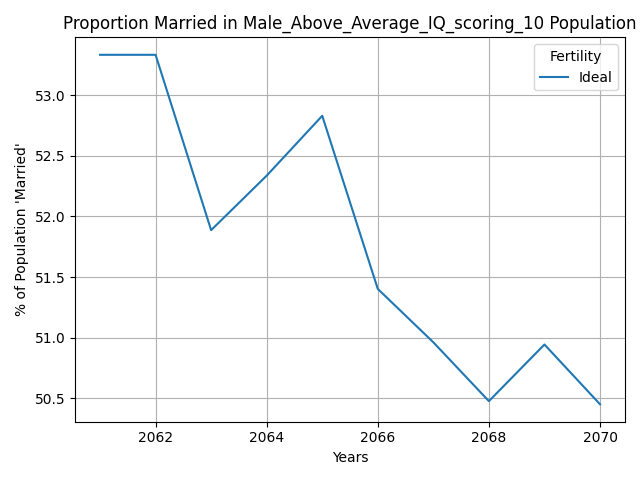 Proportion Married in Male_Above_Average_IQ_scoring_10 Population
Fertility
Ideal
% of Population 'Married'
53.0
52.5
52.0
51.5
51.0
50.5
2062 2064 2066 2068 2070
Years